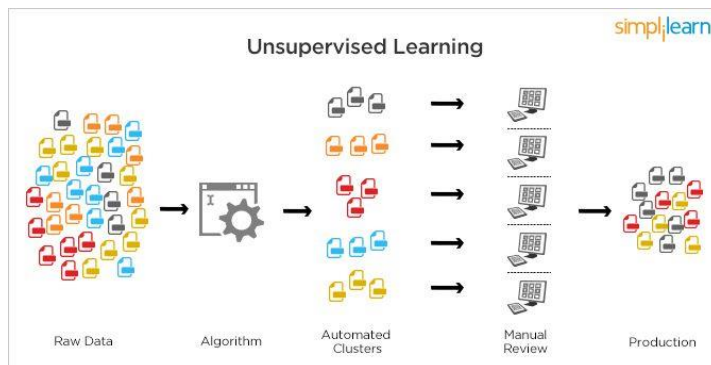 simplilearn
Unsupervised Learning
Raw Data
Algorithm
Automated
Clusters
Manual
Review
Production